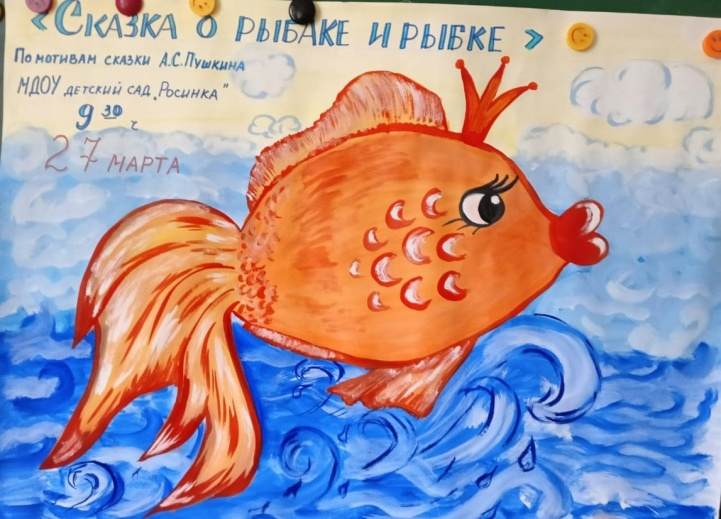 «Сказка о рыбаке и рыбке»
По мотивам сказки А.С.Пушкина
МДОУ детский сад „Росинка"
9 30 ч
27 марта